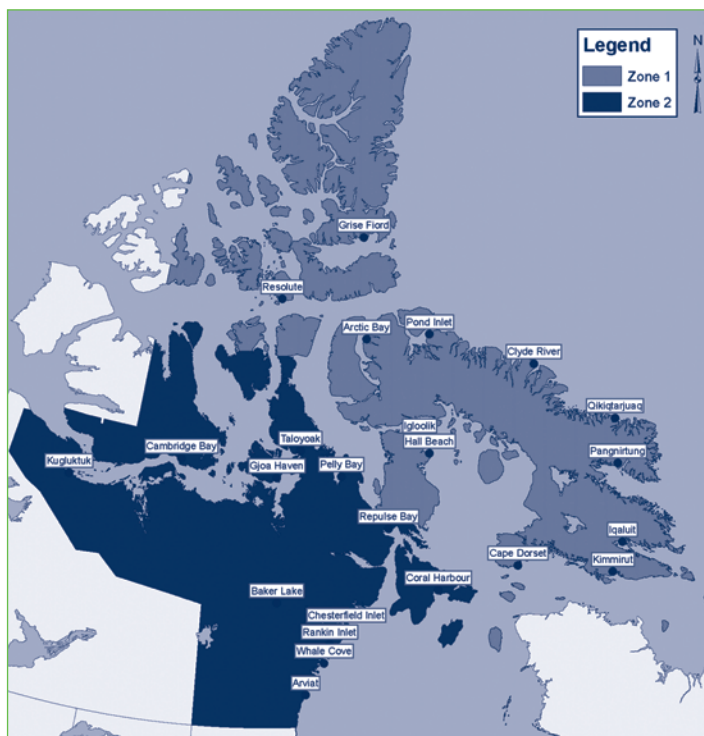 Legend
N
Zone 1
Zone 2
Grise Fiord
Resolute
Arctic Bay
Pond Inlet
Clyde River
Qikiqtarjuaq
Igloolik
Hall Beach
Pangnirtung
Cambridge Bay
Taloyoak
Kugluktuk
Gjoa Haven
Pelly Bay
Repulse Bay
Iqaluit
Cape Dorset
Kimmirut
Coral Harbour
Baker Lake
Chesterfield Inlet
Rankin Inlet
Whale Cove
Arviat